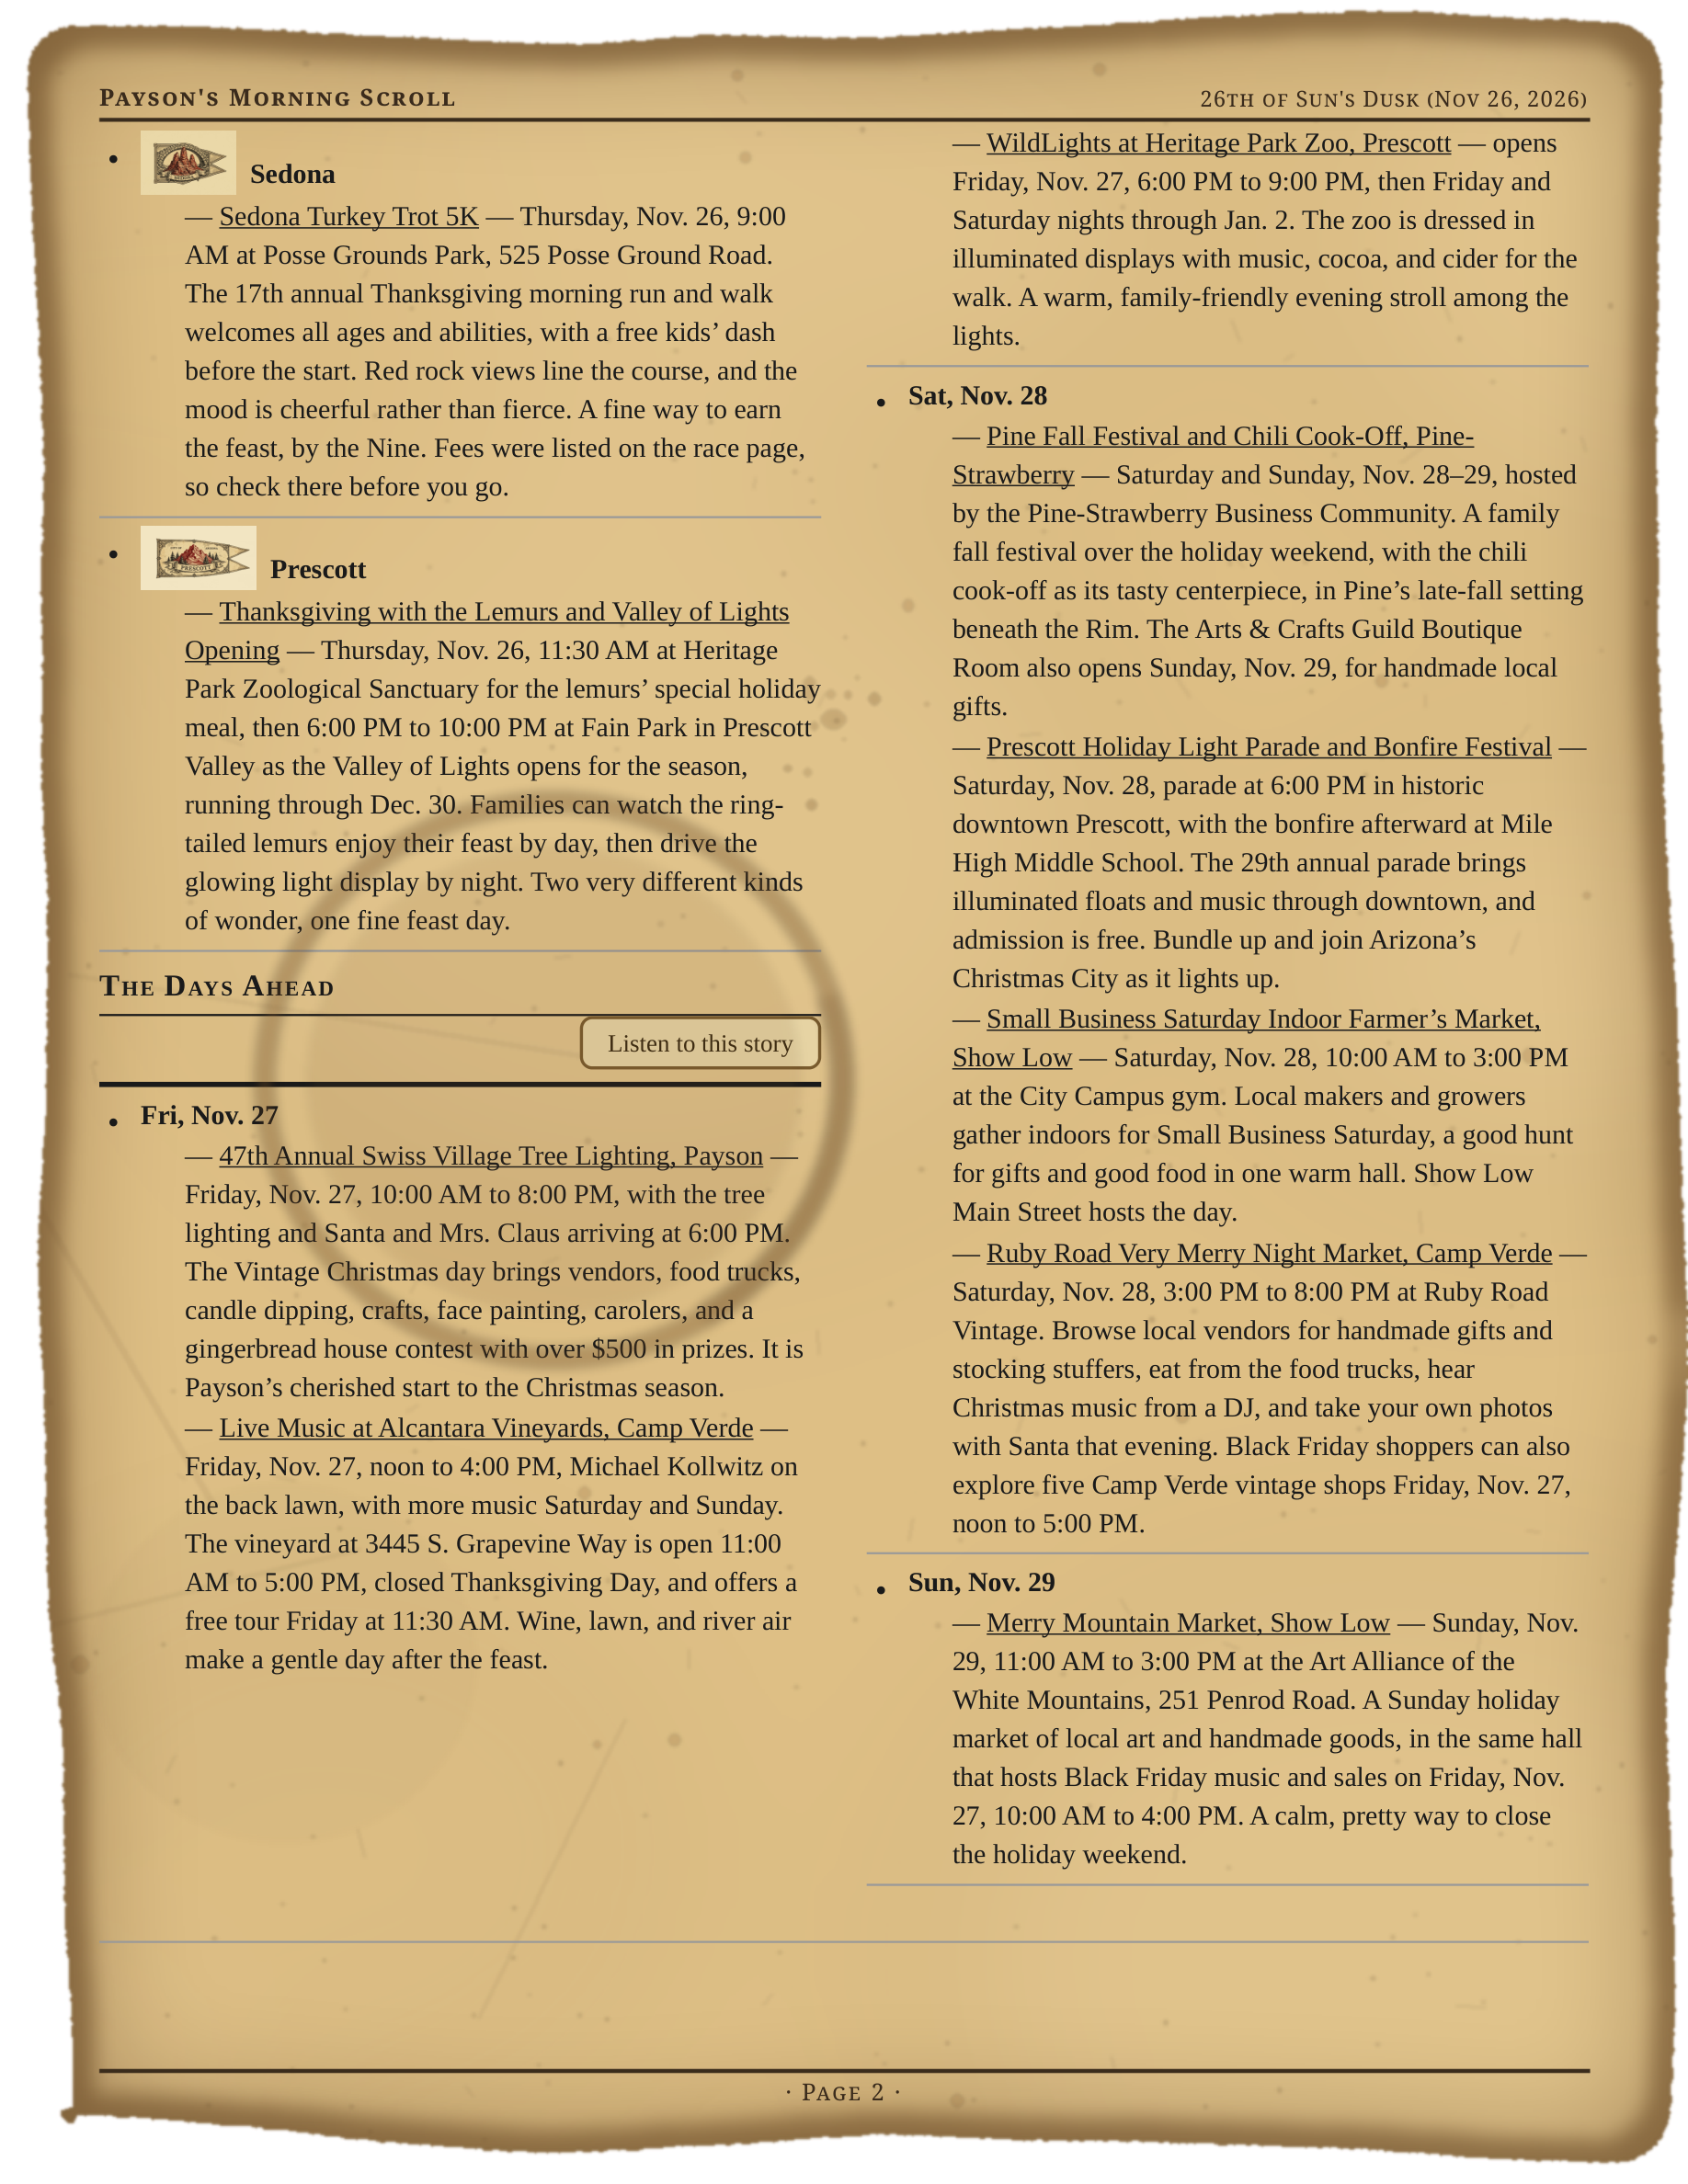 Payson's Morning Scroll
26th of Sun's Dusk (Nov 26, 2026)
Sedona
— Sedona Turkey Trot 5K — Thursday, Nov. 26, 9:00
AM at Posse Grounds Park, 525 Posse Ground Road.
The 17th annual Thanksgiving morning run and walk
welcomes all ages and abilities, with a free kids’ dash
before the start. Red rock views line the course, and the
mood is cheerful rather than fierce. A fine way to earn
the feast, by the Nine. Fees were listed on the race page,
so check there before you go.
PRESCOTT
Prescott
— Thanksgiving with the Lemurs and Valley of Lights
Opening — Thursday, Nov. 26, 11:30 AM at Heritage
Park Zoological Sanctuary for the lemurs’ special holiday
meal, then 6:00 PM to 10:00 PM at Fain Park in Prescott
Valley as the Valley of Lights opens for the season,
running through Dec. 30. Families can watch the ring-
tailed lemurs enjoy their feast by day, then drive the
glowing light display by night. Two very different kinds
of wonder, one fine feast day.
The Days Ahead
Listen to this story
Fri, Nov. 27
— 47th Annual Swiss Village Tree Lighting, Payson —
Friday, Nov. 27, 10:00 AM to 8:00 PM, with the tree
lighting and Santa and Mrs. Claus arriving at 6:00 PM.
The Vintage Christmas day brings vendors, food trucks,
candle dipping, crafts, face painting, carolers, and a
gingerbread house contest with over $500 in prizes. It is
Payson’s cherished start to the Christmas season.
— Live Music at Alcantara Vineyards, Camp Verde —
Friday, Nov. 27, noon to 4:00 PM, Michael Kollwitz on
the back lawn, with more music Saturday and Sunday.
The vineyard at 3445 S. Grapevine Way is open 11:00
AM to 5:00 PM, closed Thanksgiving Day, and offers a
free tour Friday at 11:30 AM. Wine, lawn, and river air
make a gentle day after the feast.
— WildLights at Heritage Park Zoo, Prescott — opens
Friday, Nov. 27, 6:00 PM to 9:00 PM, then Friday and
Saturday nights through Jan. 2. The zoo is dressed in
illuminated displays with music, cocoa, and cider for the
walk. A warm, family-friendly evening stroll among the
lights.
Sat, Nov. 28
— Pine Fall Festival and Chili Cook-Off, Pine-
Strawberry — Saturday and Sunday, Nov. 28–29, hosted
by the Pine-Strawberry Business Community. A family
fall festival over the holiday weekend, with the chili
cook-off as its tasty centerpiece, in Pine’s late-fall setting
beneath the Rim. The Arts & Crafts Guild Boutique
Room also opens Sunday, Nov. 29, for handmade local
gifts.
— Prescott Holiday Light Parade and Bonfire Festival —
Saturday, Nov. 28, parade at 6:00 PM in historic
downtown Prescott, with the bonfire afterward at Mile
High Middle School. The 29th annual parade brings
illuminated floats and music through downtown, and
admission is free. Bundle up and join Arizona’s
Christmas City as it lights up.
— Small Business Saturday Indoor Farmer’s Market,
Show Low — Saturday, Nov. 28, 10:00 AM to 3:00 PM
at the City Campus gym. Local makers and growers
gather indoors for Small Business Saturday, a good hunt
for gifts and good food in one warm hall. Show Low
Main Street hosts the day.
— Ruby Road Very Merry Night Market, Camp Verde —
Saturday, Nov. 28, 3:00 PM to 8:00 PM at Ruby Road
Vintage. Browse local vendors for handmade gifts and
stocking stuffers, eat from the food trucks, hear
Christmas music from a DJ, and take your own photos
with Santa that evening. Black Friday shoppers can also
explore five Camp Verde vintage shops Friday, Nov. 27,
noon to 5:00 PM.
Sun, Nov. 29
— Merry Mountain Market, Show Low — Sunday, Nov.
29, 11:00 AM to 3:00 PM at the Art Alliance of the
White Mountains, 251 Penrod Road. A Sunday holiday
market of local art and handmade goods, in the same hall
that hosts Black Friday music and sales on Friday, Nov.
27, 10:00 AM to 4:00 PM. A calm, pretty way to close
the holiday weekend.
· Page 2 ·